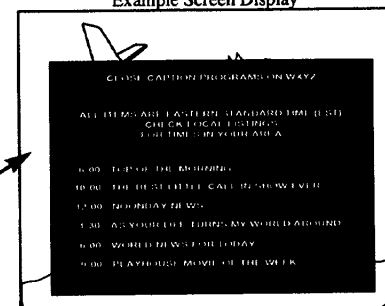 Example Screen Display
CLOSE CAPTION PROGRAMS ON WXYZ
ALL ITEMS ARE EASTERN STANDARD TIME (EST)
CHECK LOCAL LISTINGS
FOR TIMES IN YOUR AREA
6:00 TOP OF THE MORNING
10:00 THE BEST LITTLE CALL IN SHOW EVER
12:00 NOONDAY NEWS
1:30 AS YOUR LIFE TURNS MY WORLD AROUND
6:00 WORLD NEWS FOR TODAY
9:00 PLAYHOUSE MOVIE OF THE WEEK